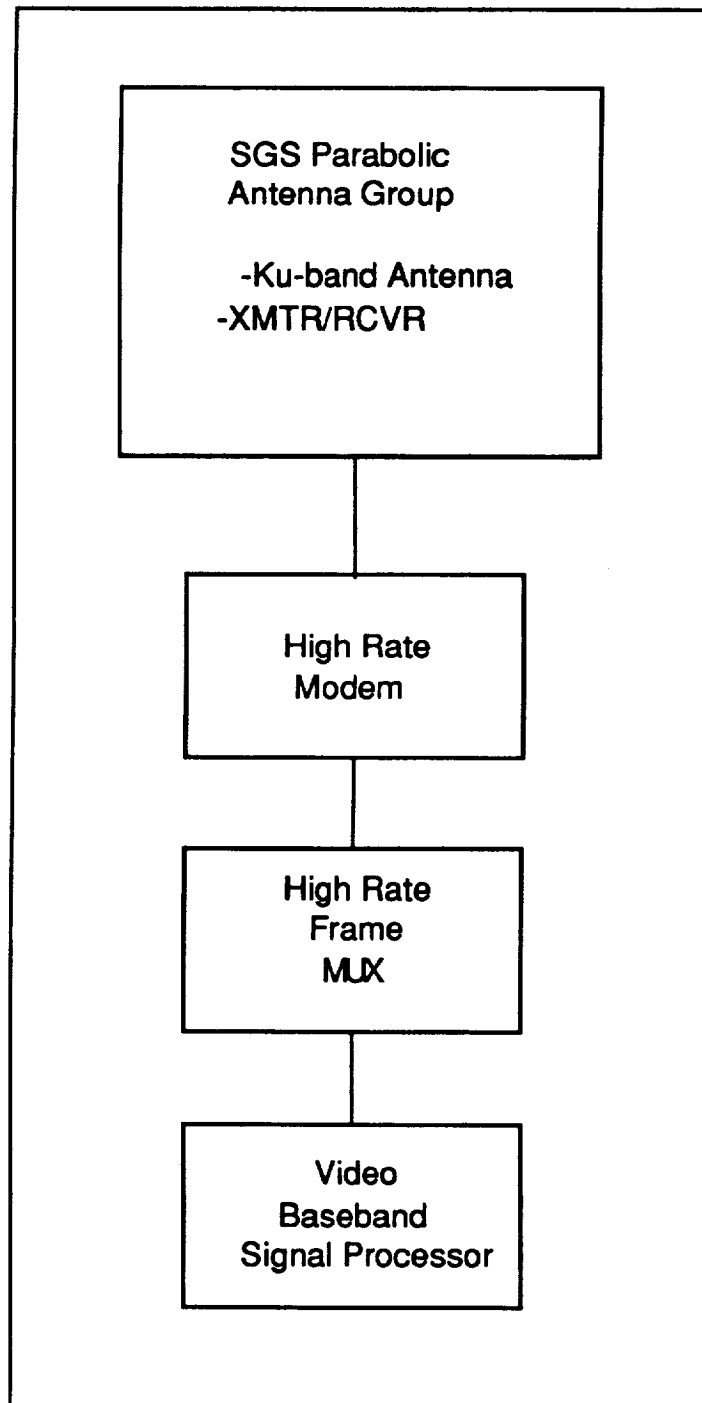 SGS Parabolic
Antenna Group
-Ku-band Antenna
-XMTR/RCVR
High Rate
Modem
High Rate
Frame
MUX
Video
Baseband
Signal Processor